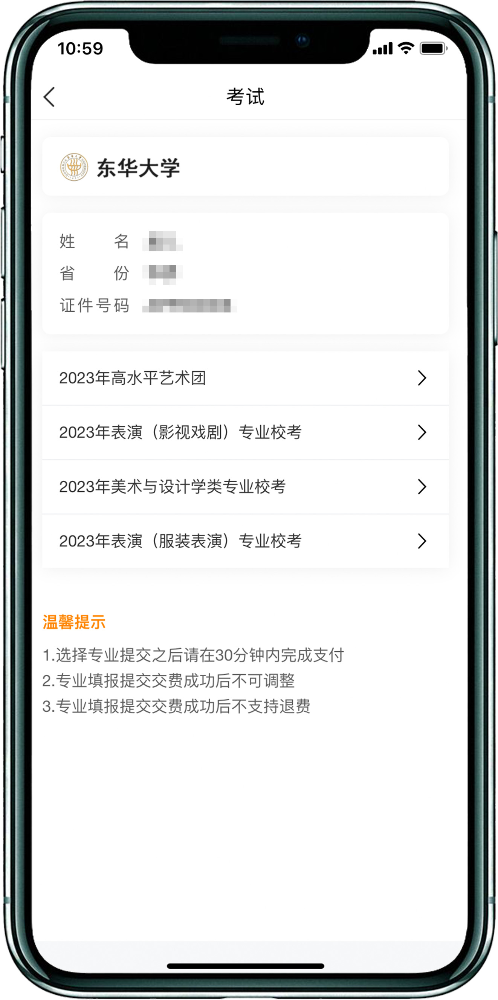 10:59
考试
东华大学
姓名
省份
证件号码
2023年高水平艺术团
2023年表演（影视戏剧）专业校考
2023年美术与设计学类专业校考
2023年表演（服装表演）专业校考
温馨提示
1.选择专业提交之后请在30分钟内完成支付
2.专业填报提交交费成功后不可调整
3.专业填报提交交费成功后不支持退费